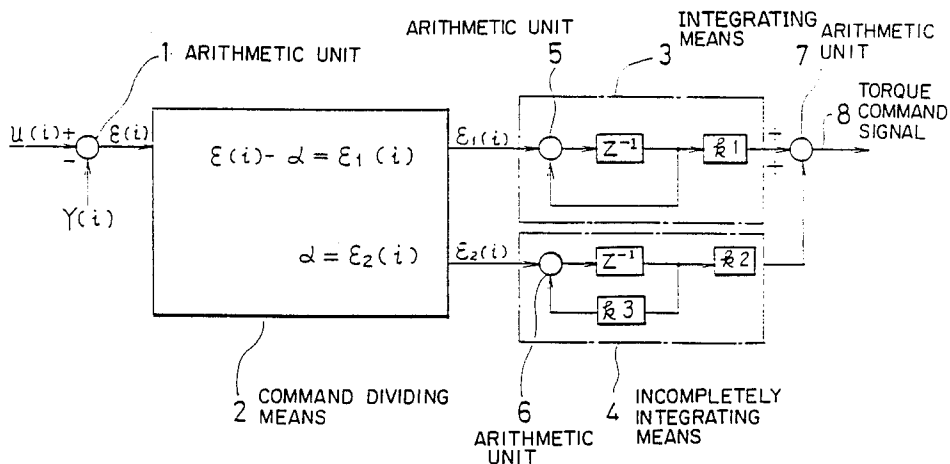 1 ARITHMETIC UNIT
ARITHMETIC UNIT
5
INTEGRATING
MEANS
3
ARITHMETIC
UNIT
7
TORQUE
COMMAND
SIGNAL
8
u(i)
+
−
ε(i)
Y(i)
ε(i) - α = ε₁(i)
α = ε₂(i)
ε₁(i)
Z⁻¹
k1
÷
÷
ε₂(i)
Z⁻¹
k2
k3
2 COMMAND DIVIDING
MEANS
6
ARITHMETIC
UNIT
4 INCOMPLETELY
INTEGRATING
MEANS